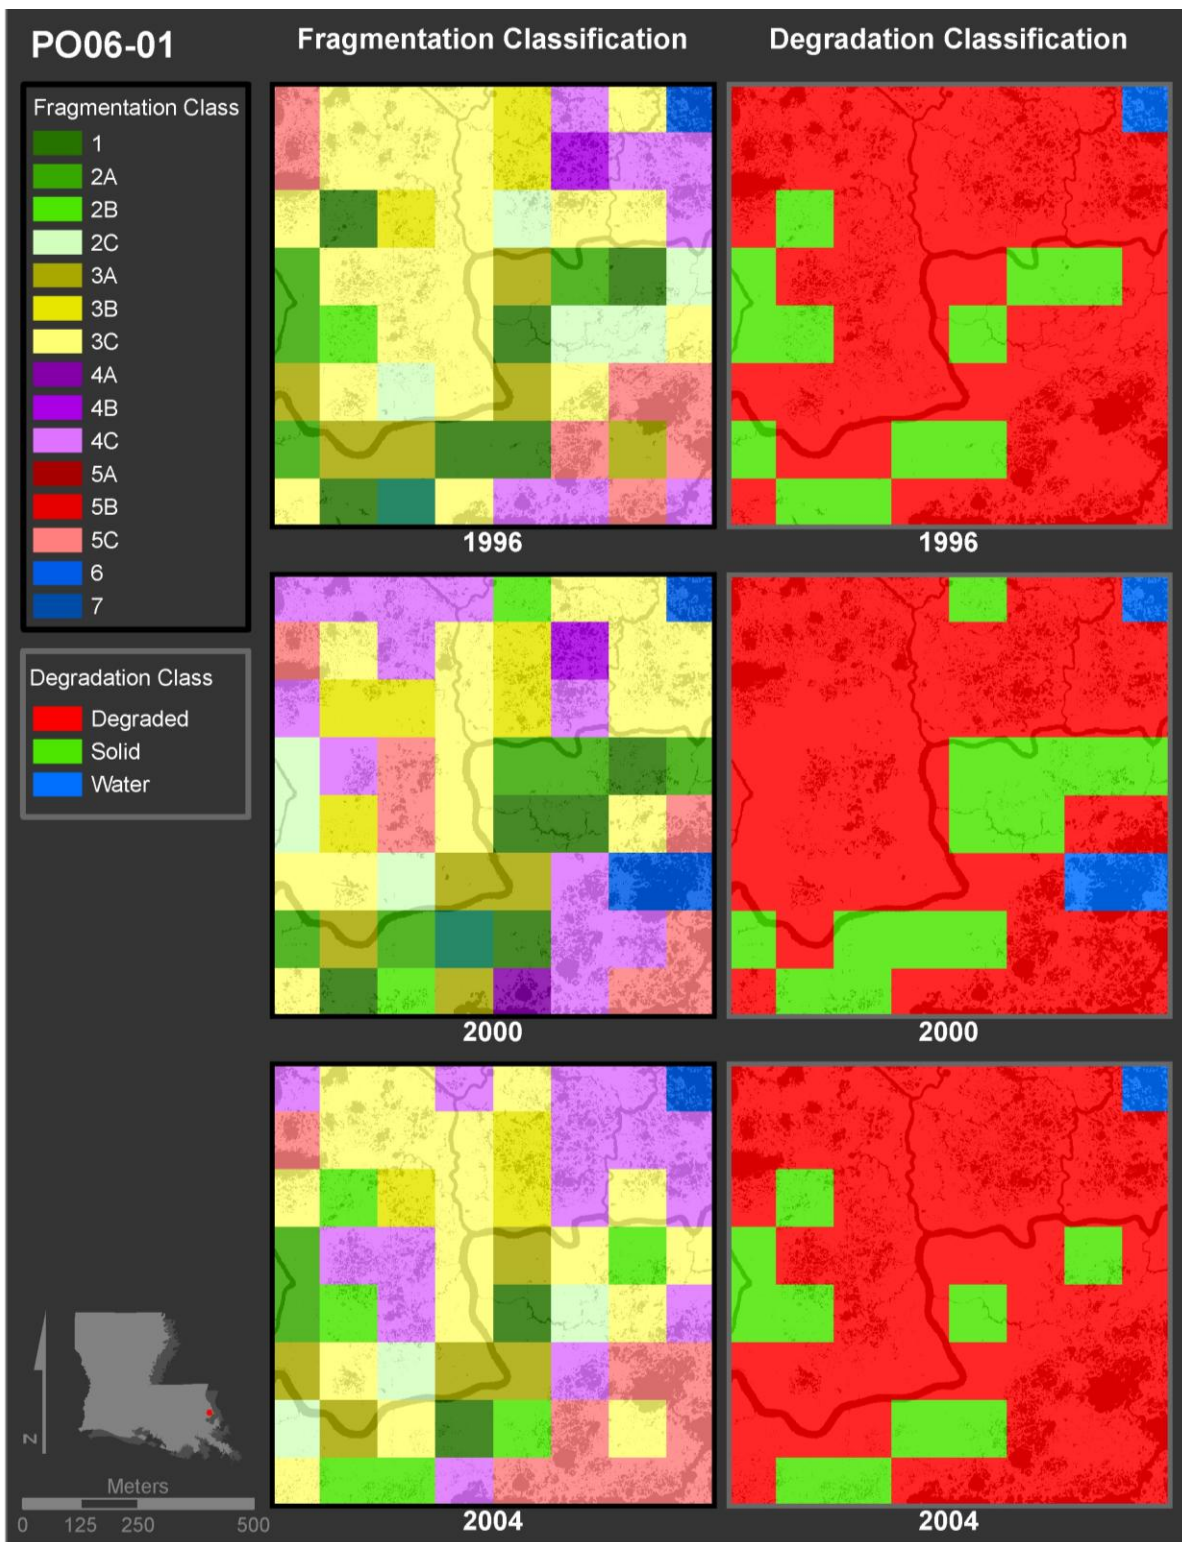 PO06-01
Fragmentation Classification
Degradation Classification
Fragmentation Class
1
2A
2B
2C
3A
3B
3C
4A
4B
4C
5A
5B
5C
6
7
Degradation Class
Degraded
Solid
Water
1996
1996
2000
2000
2004
2004
N
Meters
0 125 250 500